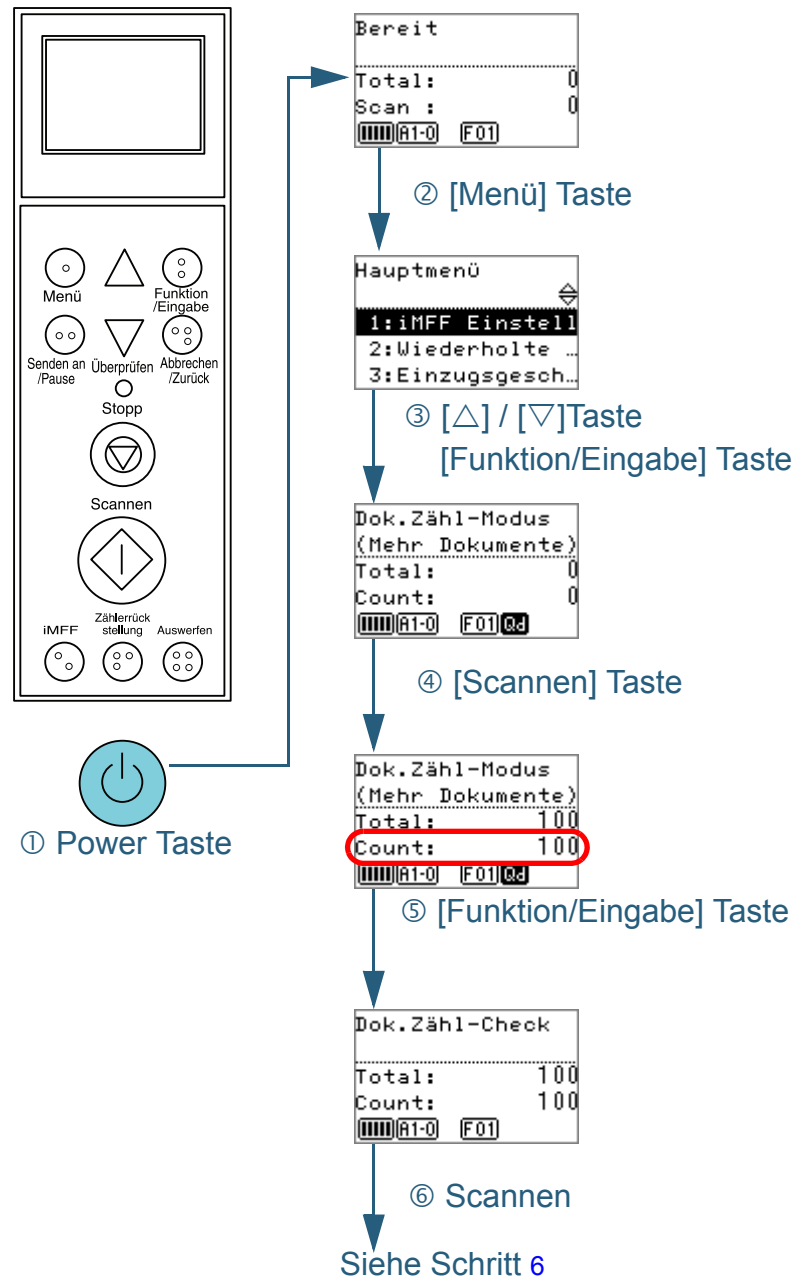 Menü
Funktion
/Eingabe
Senden an
/Pause
Überprüfen
Abbrechen
/Zurück
Stopp
Scannen
iMFF
Zählerrück
stellung
Auswerfen
① Power Taste
Bereit
Total: 0
Scan : 0
A1-0 F01
② [Menü] Taste
Hauptmenü
1:iMFF Einstell
2:Wiederholte …
3:Einzugsgesch…
③ [△] / [▽]Taste
[Funktion/Eingabe] Taste
Dok.Zähl-Modus
(Mehr Dokumente)
Total: 0
Count: 0
A1-0 F01 Qd
④ [Scannen] Taste
Dok.Zähl-Modus
(Mehr Dokumente)
Total: 100
Count: 100
A1-0 F01 Qd
⑤ [Funktion/Eingabe] Taste
Dok.Zähl-Check
Total: 100
Count: 100
A1-0 F01
⑥ Scannen
Siehe Schritt 6